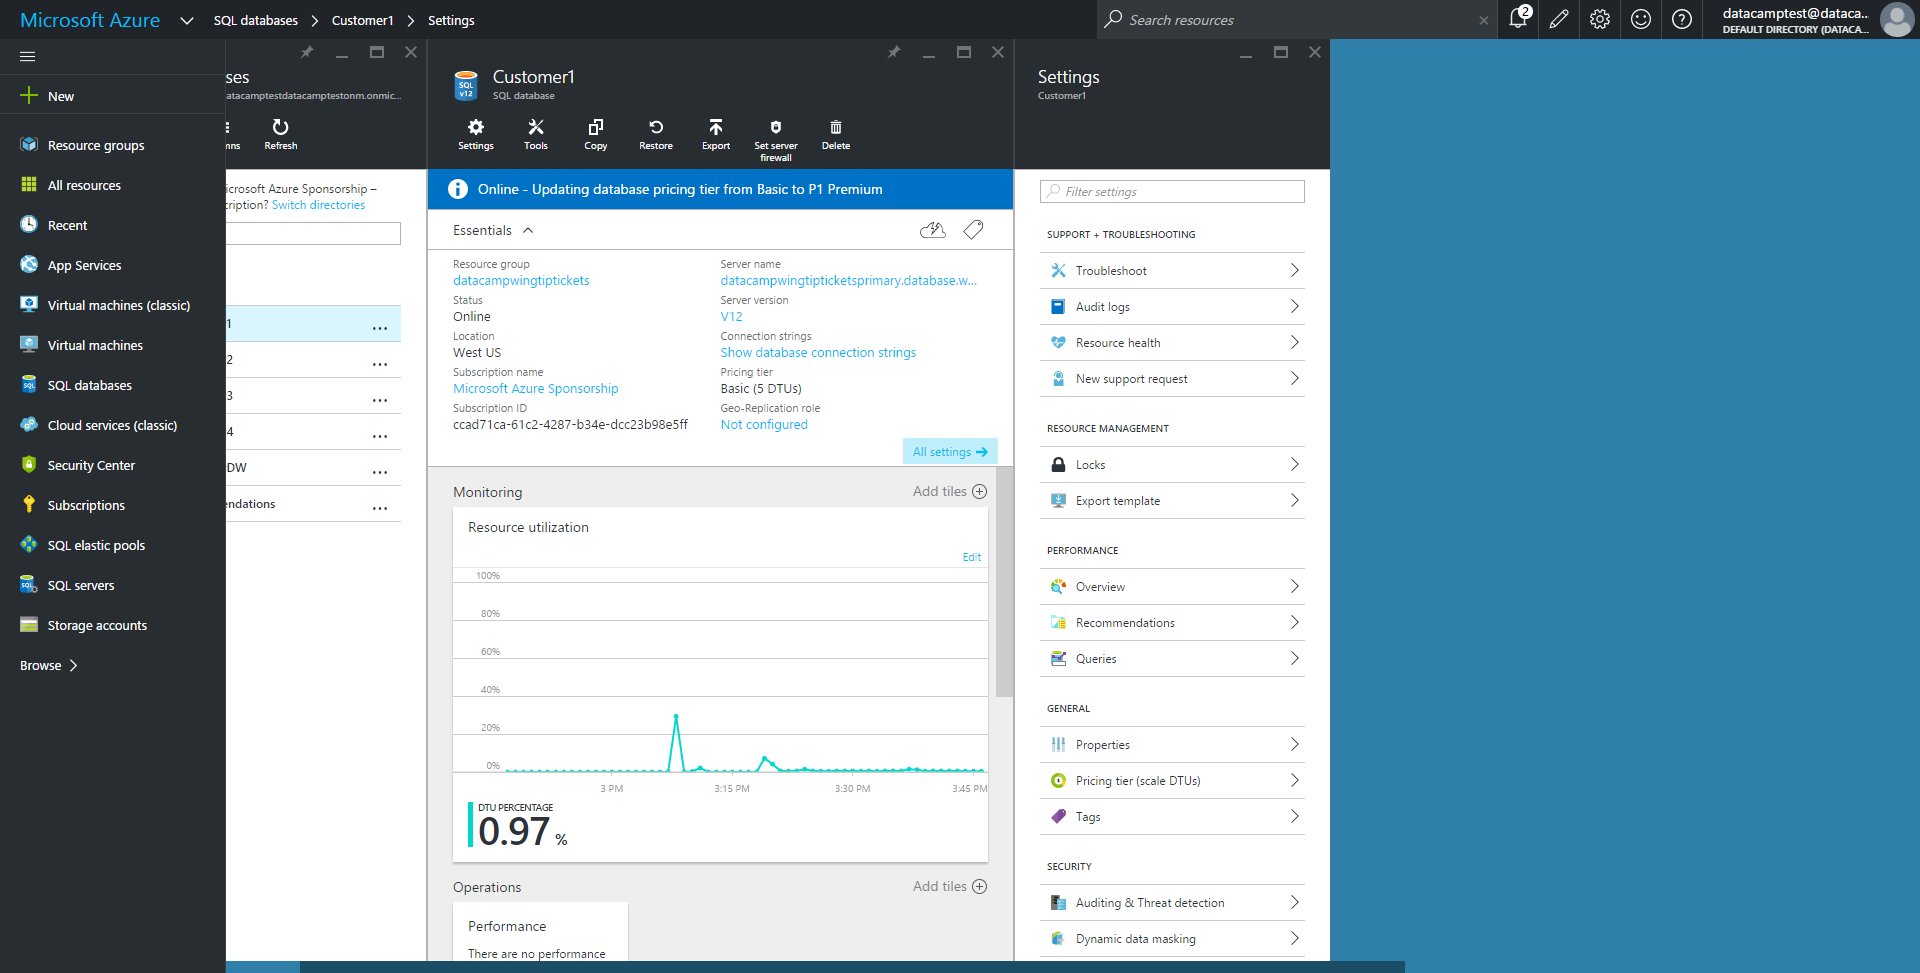 Microsoft Azure
SQL databases
Customer1
Settings
Search resources
2
datacamptest@dataca...
DEFAULT DIRECTORY (DATACA...
New
Resource groups
All resources
Recent
App Services
Virtual machines (classic)
Virtual machines
SQL databases
Cloud services (classic)
Security Center
Subscriptions
SQL elastic pools
SQL servers
Storage accounts
Browse
ses
atacamptestdatacamptestonm.onmic...
mns
Refresh
icrosoft Azure Sponsorship –
cription? Switch directories
1
...
2
...
3
...
4
...
DW
...
endations
...
SQL
v12
Customer1
SQL database
Settings
Tools
Copy
Restore
Export
Set server
firewall
Delete
Online - Updating database pricing tier from Basic to P1 Premium
Essentials
Resource group
datacampwingtiptickets
Status
Online
Location
West US
Subscription name
Microsoft Azure Sponsorship
Subscription ID
ccad71ca-61c2-4287-b34e-dcc23b98e5ff
Server name
datacampwingtipticketsprimary.database.w...
Server version
V12
Connection strings
Show database connection strings
Pricing tier
Basic (5 DTUs)
Geo-Replication role
Not configured
All settings
Monitoring
Add tiles
Resource utilization
Edit
100%
80%
60%
40%
20%
0%
3 PM
3:15 PM
3:30 PM
3:45 PM
DTU PERCENTAGE
0.97 %
Operations
Add tiles
Performance
There are no performance
Settings
Customer1
Filter settings
SUPPORT + TROUBLESHOOTING
Troubleshoot
Audit logs
Resource health
New support request
RESOURCE MANAGEMENT
Locks
Export template
PERFORMANCE
Overview
Recommendations
Queries
GENERAL
Properties
Pricing tier (scale DTUs)
Tags
SECURITY
Auditing & Threat detection
Dynamic data masking